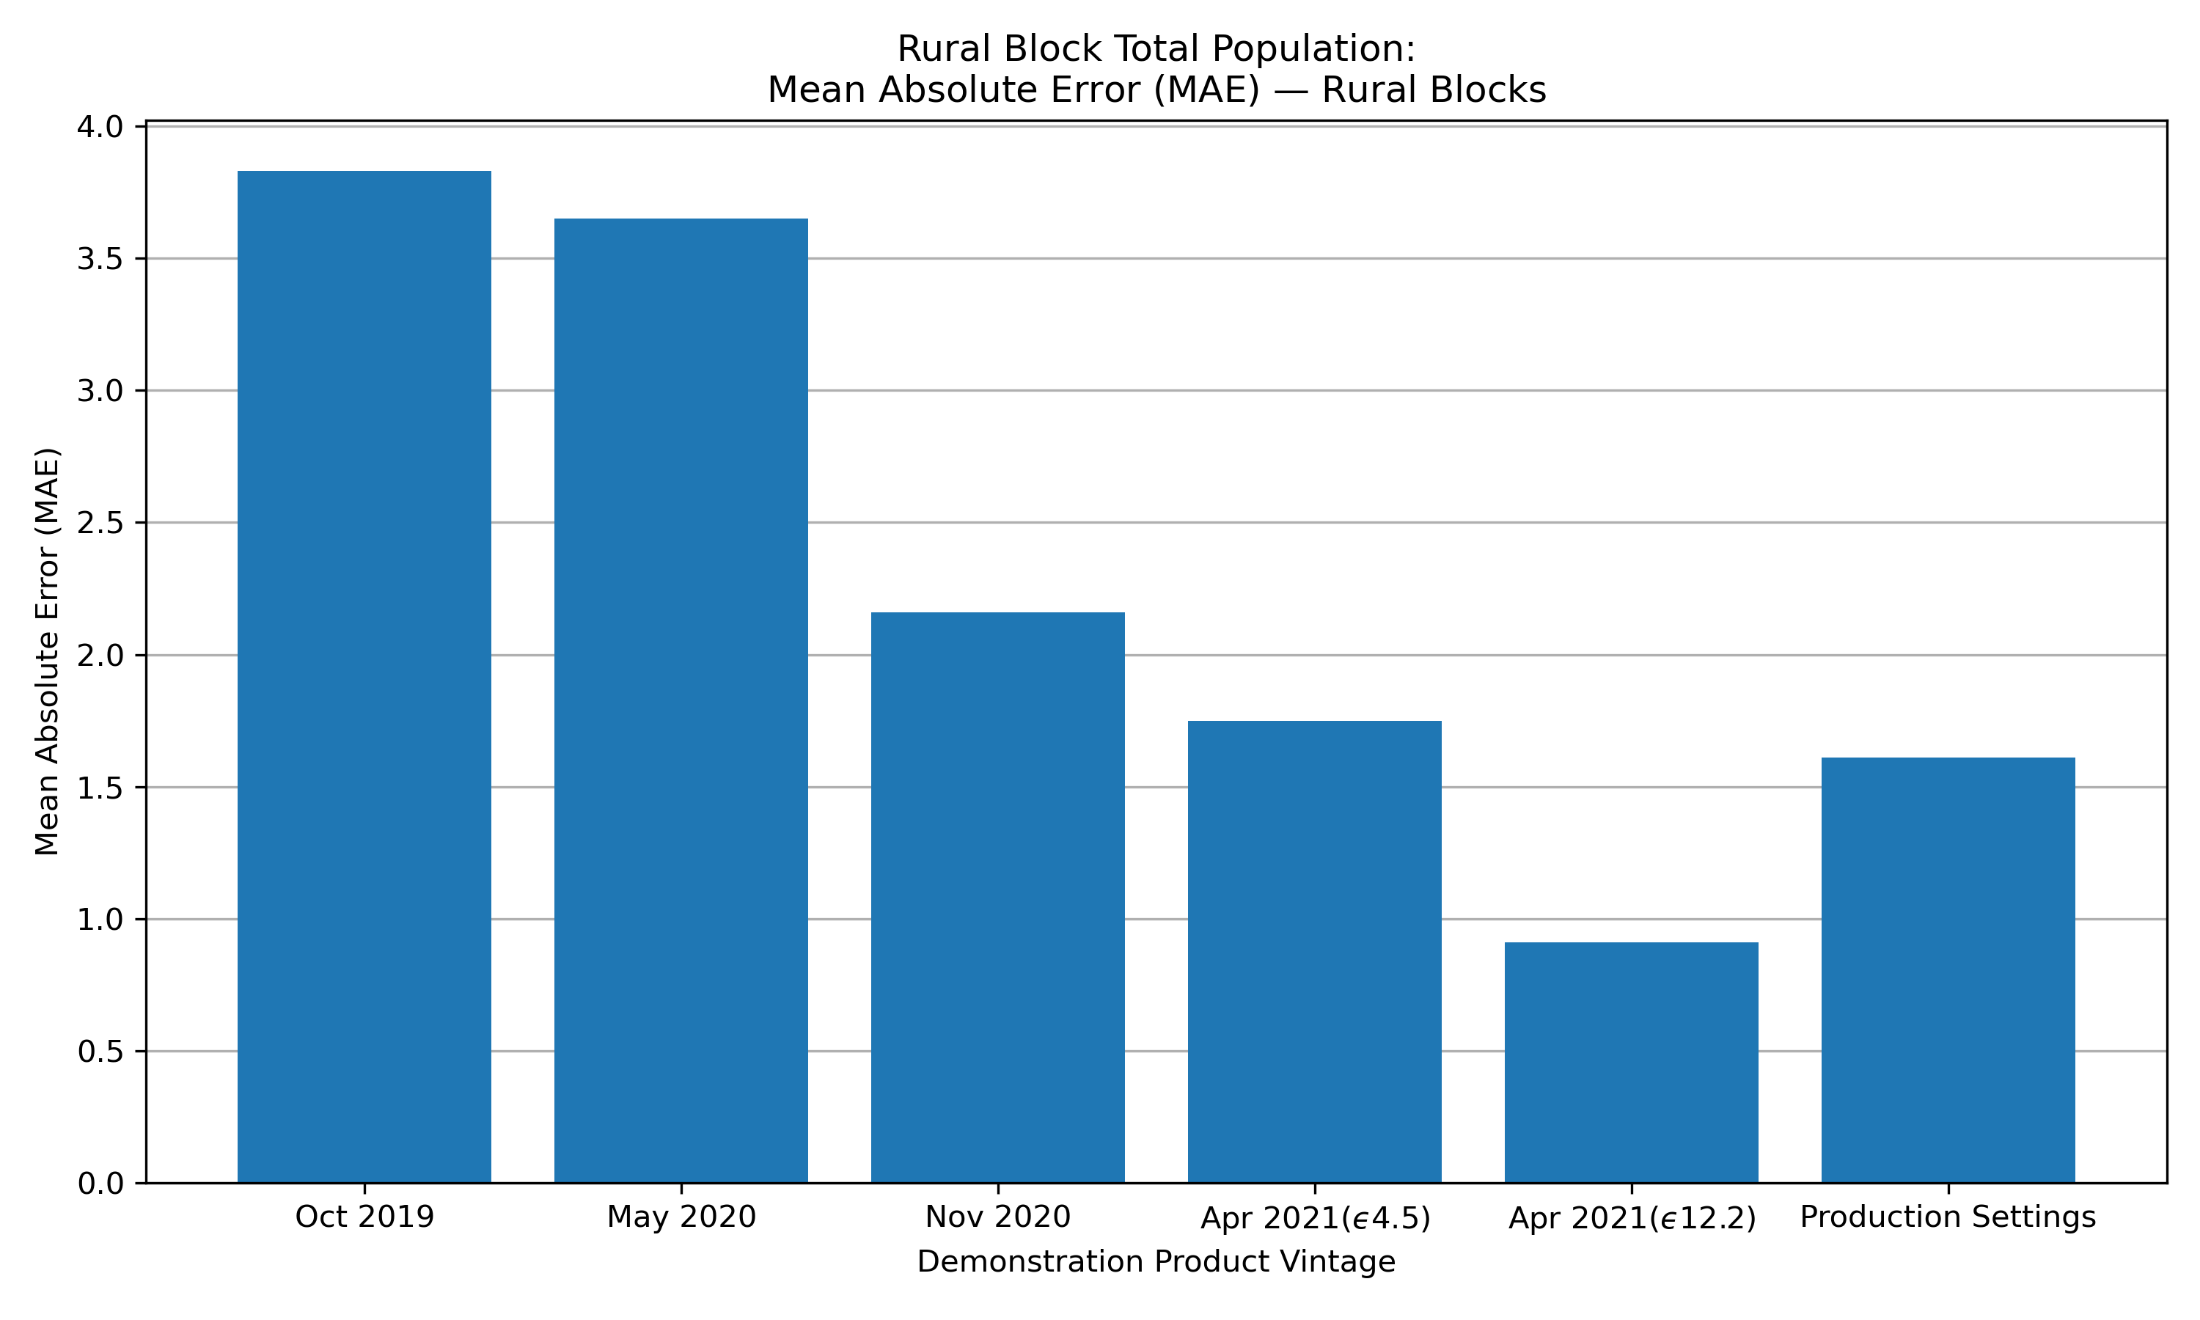 Rural Block Total Population:
Mean Absolute Error (MAE) — Rural Blocks
Mean Absolute Error (MAE)
4.0
3.5
3.0
2.5
2.0
1.5
1.0
0.5
0.0
Oct 2019
May 2020
Nov 2020
Apr 2021(ϵ4.5)
Apr 2021(ϵ12.2)
Production Settings
Demonstration Product Vintage